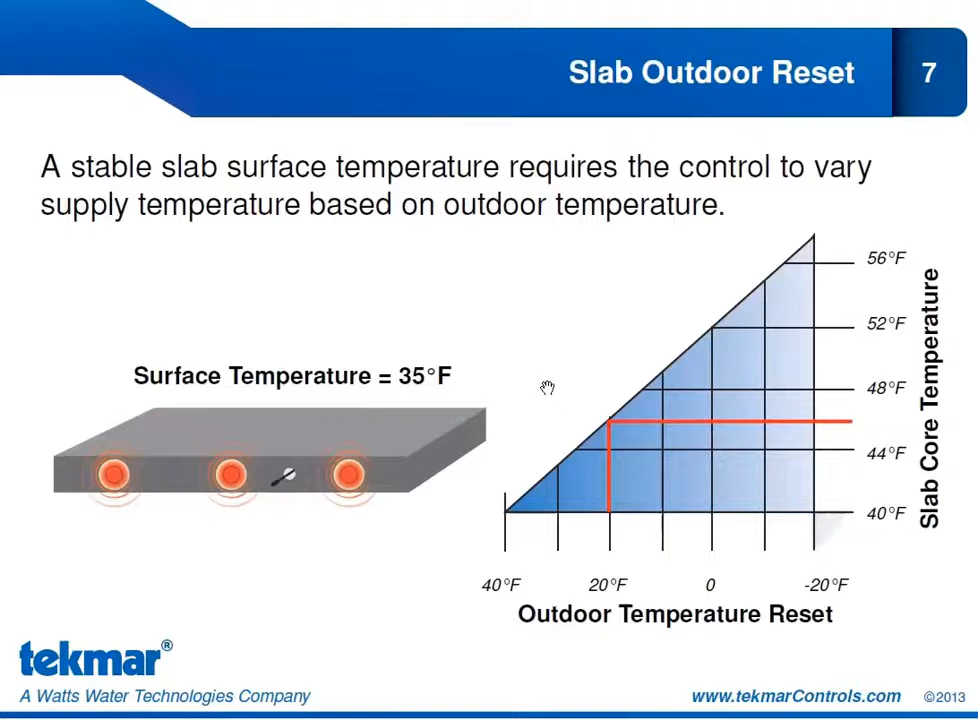 Slab Outdoor Reset
7
A stable slab surface temperature requires the control to vary
supply temperature based on outdoor temperature.
Surface Temperature = 35°F
56°F
52°F
48°F
44°F
40°F
Slab Core Temperature
40°F
20°F
0
-20°F
Outdoor Temperature Reset
tekmar®
A Watts Water Technologies Company
www.tekmarControls.com
©2013